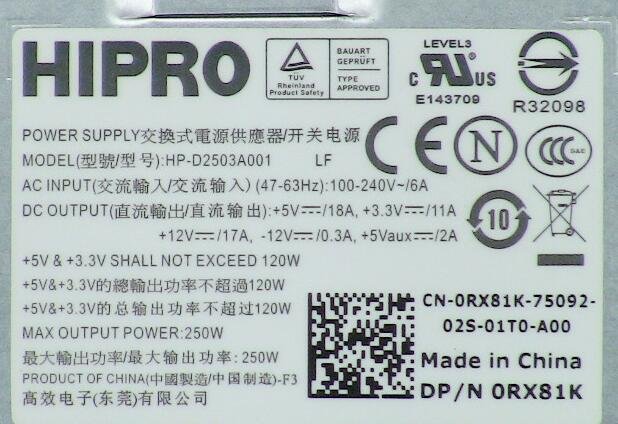 HIPRO
TÜV
Rheinland
Product Safety
BAUART
GEPRÜFT
TYPE
APPROVED
LEVEL3
c RU US
E143709
R32098
POWER SUPPLY交換式電源供應器/开关电源
MODEL(型號/型号):HP-D2503A001 LF
CE
N
CCC
S&E
AC INPUT(交流輸入/交流输入) (47-63Hz):100-240V~/6A
DC OUTPUT(直流輸出/直流输出):+5V⎓/18A, +3.3V⎓/11A
+12V⎓/17A, -12V⎓/0.3A, +5Vaux⎓/2A
10
+5V & +3.3V SHALL NOT EXCEED 120W
+5V&+3.3V的總輸出功率不超過120W
+5V&+3.3V的总输出功率不超过120W
MAX OUTPUT POWER:250W
最大輸出功率/最大输出功率: 250W
PRODUCT OF CHINA(中國製造/中国制造)-F3
高效电子(东莞)有限公司
CN-0RX81K-75092-
02S-01T0-A00
Made in China
DP/N 0RX81K